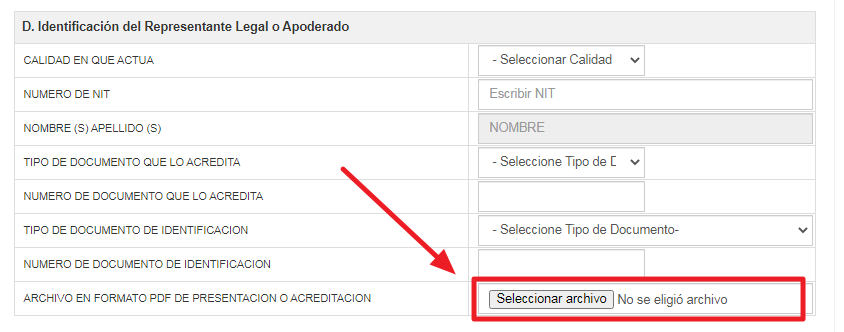 D. Identificación del Representante Legal o Apoderado
CALIDAD EN QUE ACTUA - Seleccionar Calidad
NUMERO DE NIT Escribir NIT
NOMBRE (S) APELLIDO (S) NOMBRE
TIPO DE DOCUMENTO QUE LO ACREDITA - Seleccione Tipo de D
NUMERO DE DOCUMENTO QUE LO ACREDITA
TIPO DE DOCUMENTO DE IDENTIFICACION - Seleccione Tipo de Documento-
NUMERO DE DOCUMENTO DE IDENTIFICACION
ARCHIVO EN FORMATO PDF DE PRESENTACION O ACREDITACION Seleccionar archivo No se eligió archivo